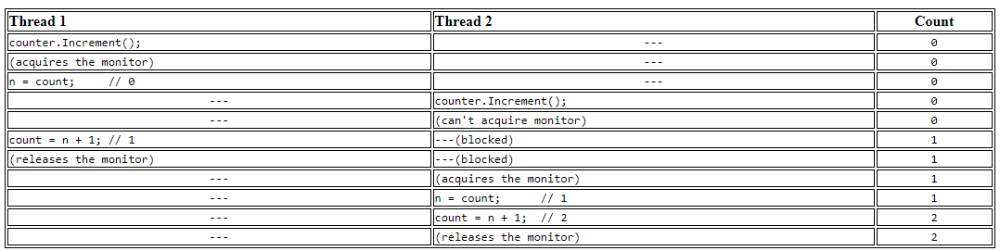 Thread 1 Thread 2 Count
counter.Increment(); --- 0
(acquires the monitor) --- 0
n = count; // 0 --- 0
--- counter.Increment(); 0
--- (can't acquire monitor) 0
count = n + 1; // 1 ---(blocked) 1
(releases the monitor) ---(blocked) 1
--- (acquires the monitor) 1
--- n = count; // 1 1
--- count = n + 1; // 2 2
--- (releases the monitor) 2